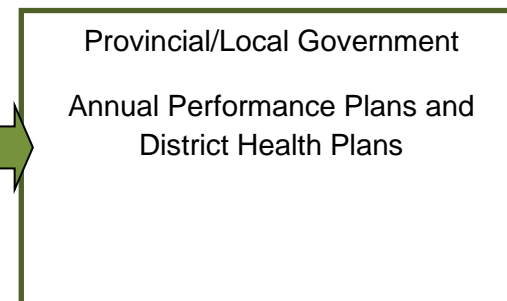 Provincial/Local Government
Annual Performance Plans and
District Health Plans